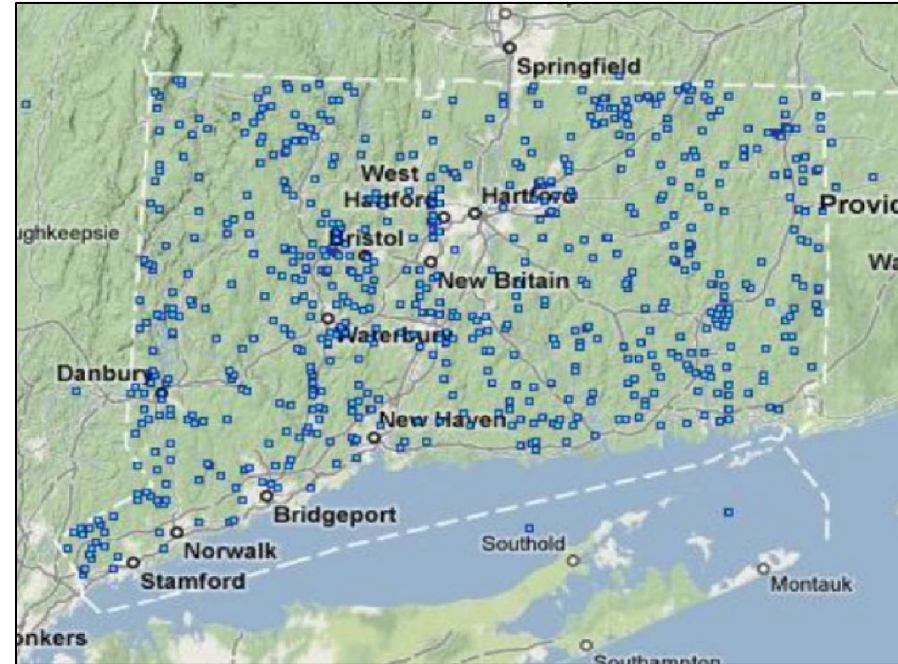 Springfield
West
Hartford
Hartford
Provid
ughkeepsie
Bristol
Wa
New Britain
Waterbury
Danbury
New Haven
Bridgeport
Southold
Norwalk
Montauk
Stamford
onkers
Southampton